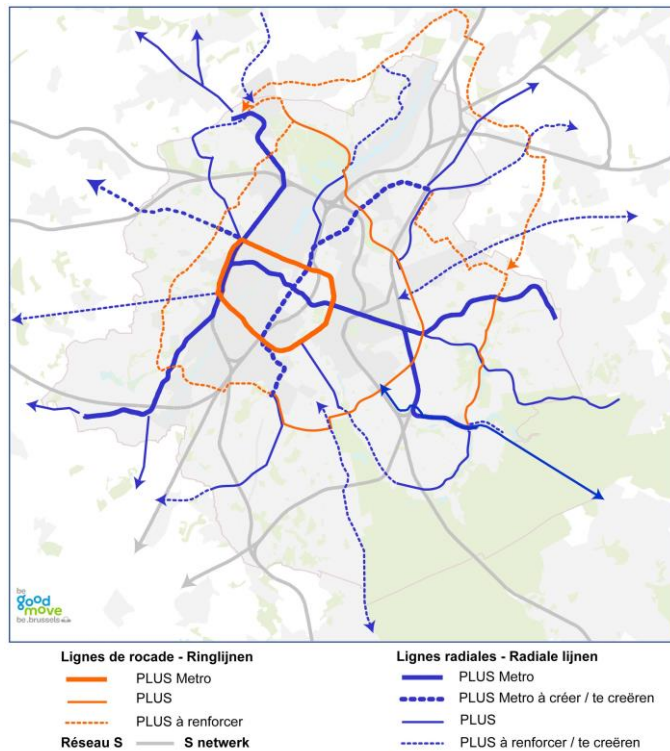 be
good
move
be.brussels
Lignes de rocade - Ringlijnen
PLUS Metro
PLUS
PLUS à renforcer
Réseau S S netwerk
Lignes radiales - Radiale lijnen
PLUS Metro
PLUS Metro à créer / te creëren
PLUS
PLUS à renforcer / te creëren